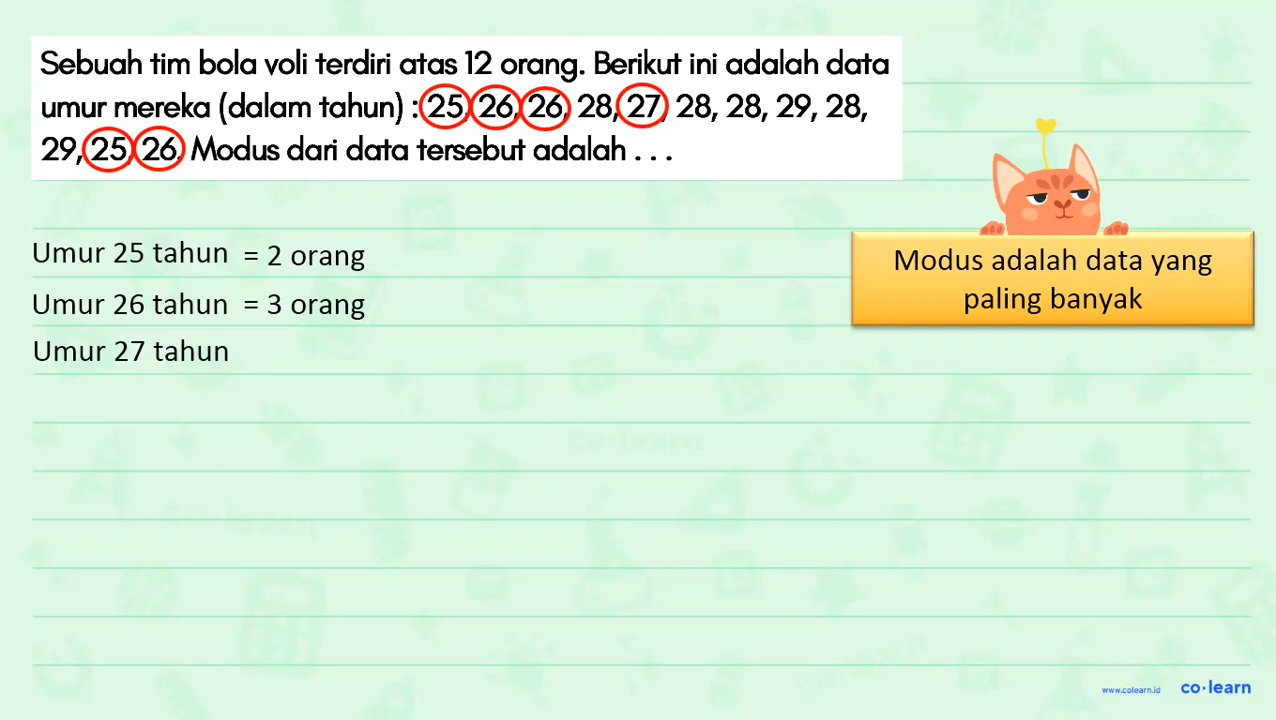 Sebuah tim bola voli terdiri atas 12 orang. Berikut ini adalah data
umur mereka (dalam tahun) : 25, 26, 26, 28, 27, 28, 28, 29, 28,
29, 25, 26. Modus dari data tersebut adalah . . .
Modus adalah data yang
paling banyak
Umur 25 tahun = 2 orang
Umur 26 tahun = 3 orang
Umur 27 tahun
www.colearn.id co·learn